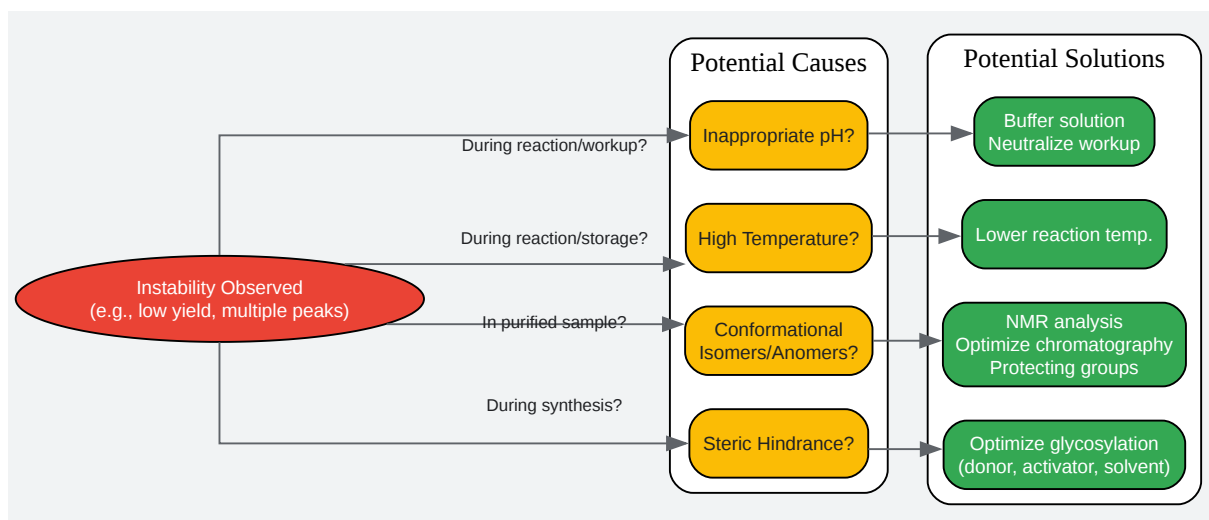 Potential Causes
Potential Solutions
During reaction/workup?
Inappropriate pH?
Buffer solution
Neutralize workup
During reaction/storage?
High Temperature?
Lower reaction temp.
Instability Observed
(e.g., low yield, multiple peaks)
In purified sample?
Conformational
Isomers/Anomers?
NMR analysis
Optimize chromatography
Protecting groups
During synthesis?
Steric Hindrance?
Optimize glycosylation
(donor, activator, solvent)